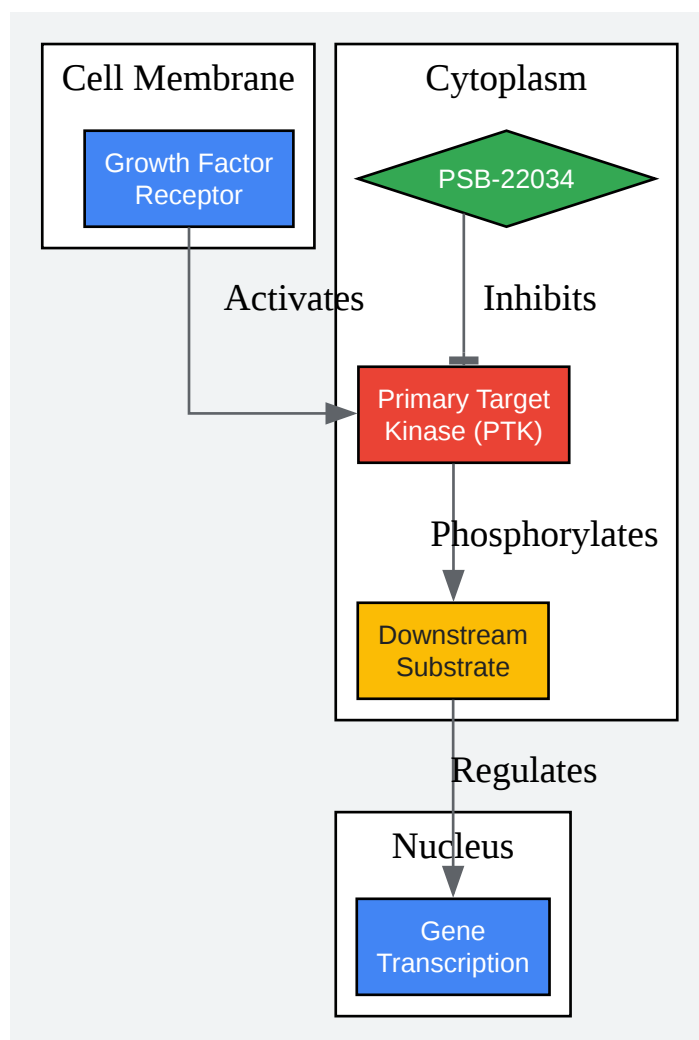 Cell Membrane
Growth Factor
Receptor
Cytoplasm
PSB-22034
Activates
Inhibits
Primary Target
Kinase (PTK)
Phosphorylates
Downstream
Substrate
Regulates
Nucleus
Gene
Transcription